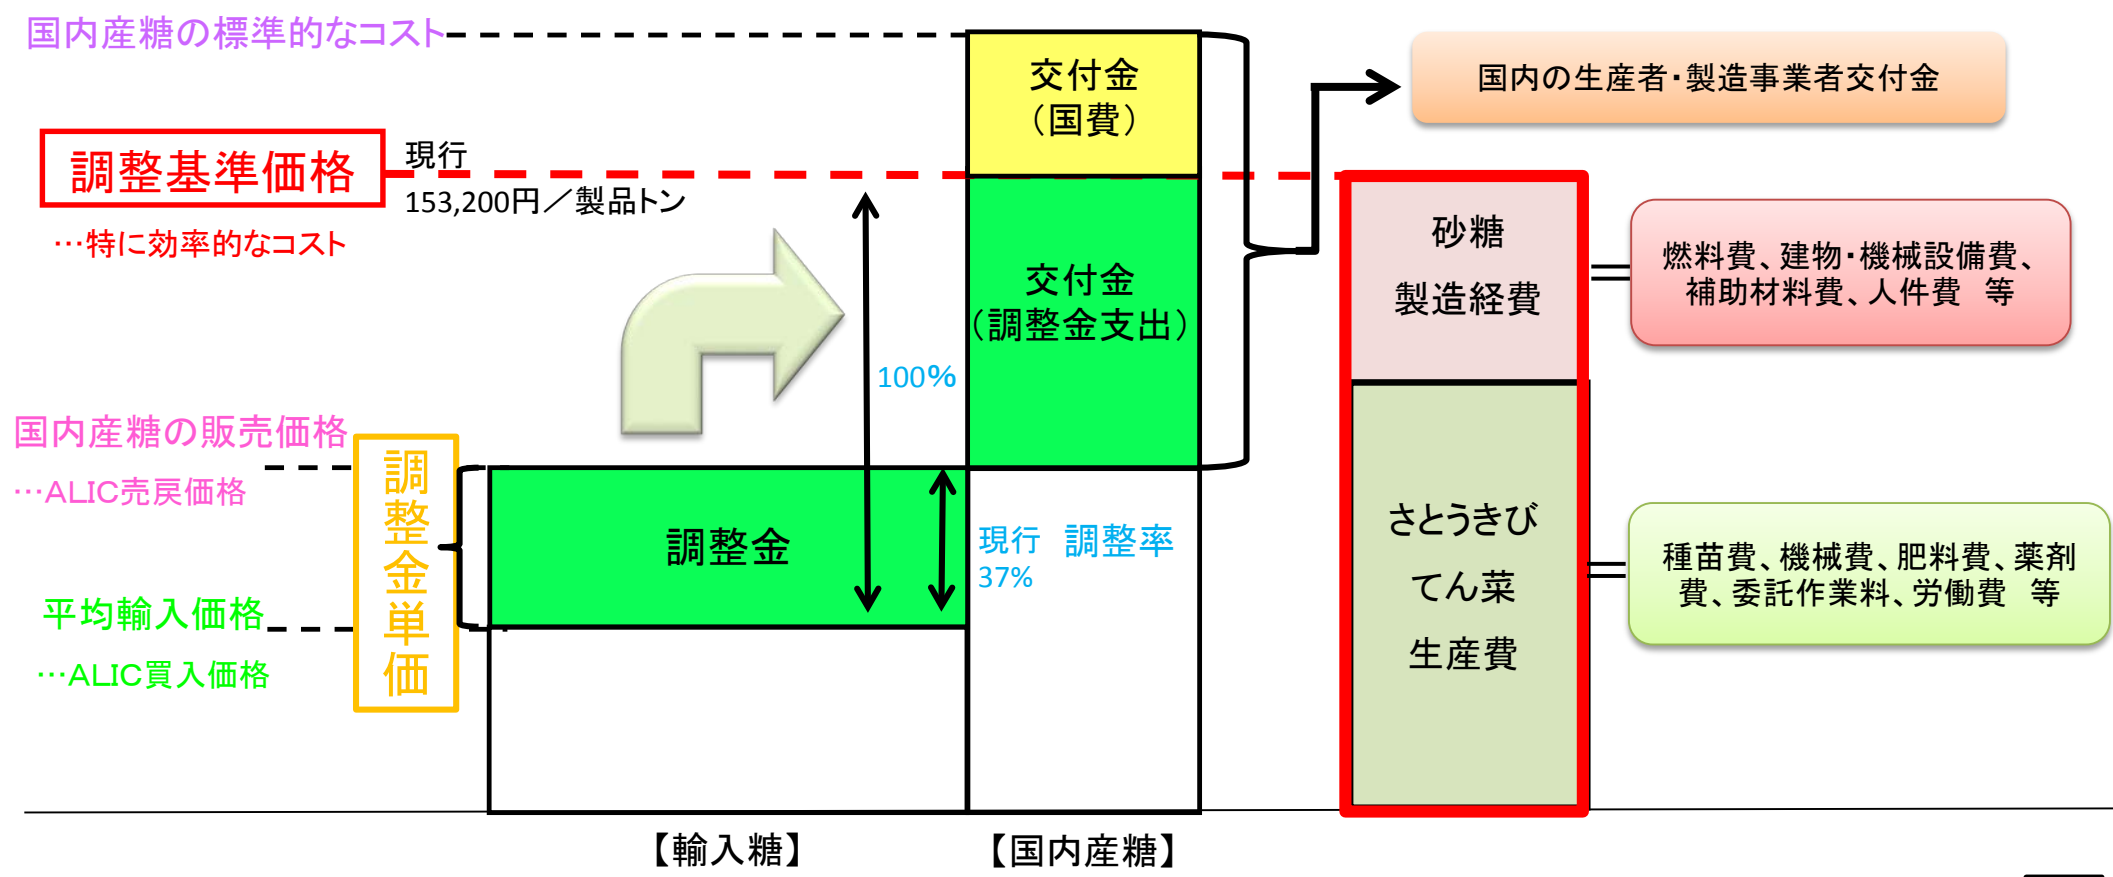 国内産糖の標準的なコスト
交付金
（国費）
国内の生産者・製造事業者交付金
調整基準価格
現行
153,200円／製品トン
…特に効率的なコスト
交付金
（調整金支出）
100%
砂糖
製造経費
燃料費、建物・機械設備費、
補助材料費、人件費　等
国内産糖の販売価格
…ALIC売戻価格
調整金単価
調整金
現行　調整率
37%
平均輸入価格
…ALIC買入価格
さとうきび
てん菜
生産費
種苗費、機械費、肥料費、薬剤
費、委託作業料、労働費　等
【輸入糖】
【国内産糖】